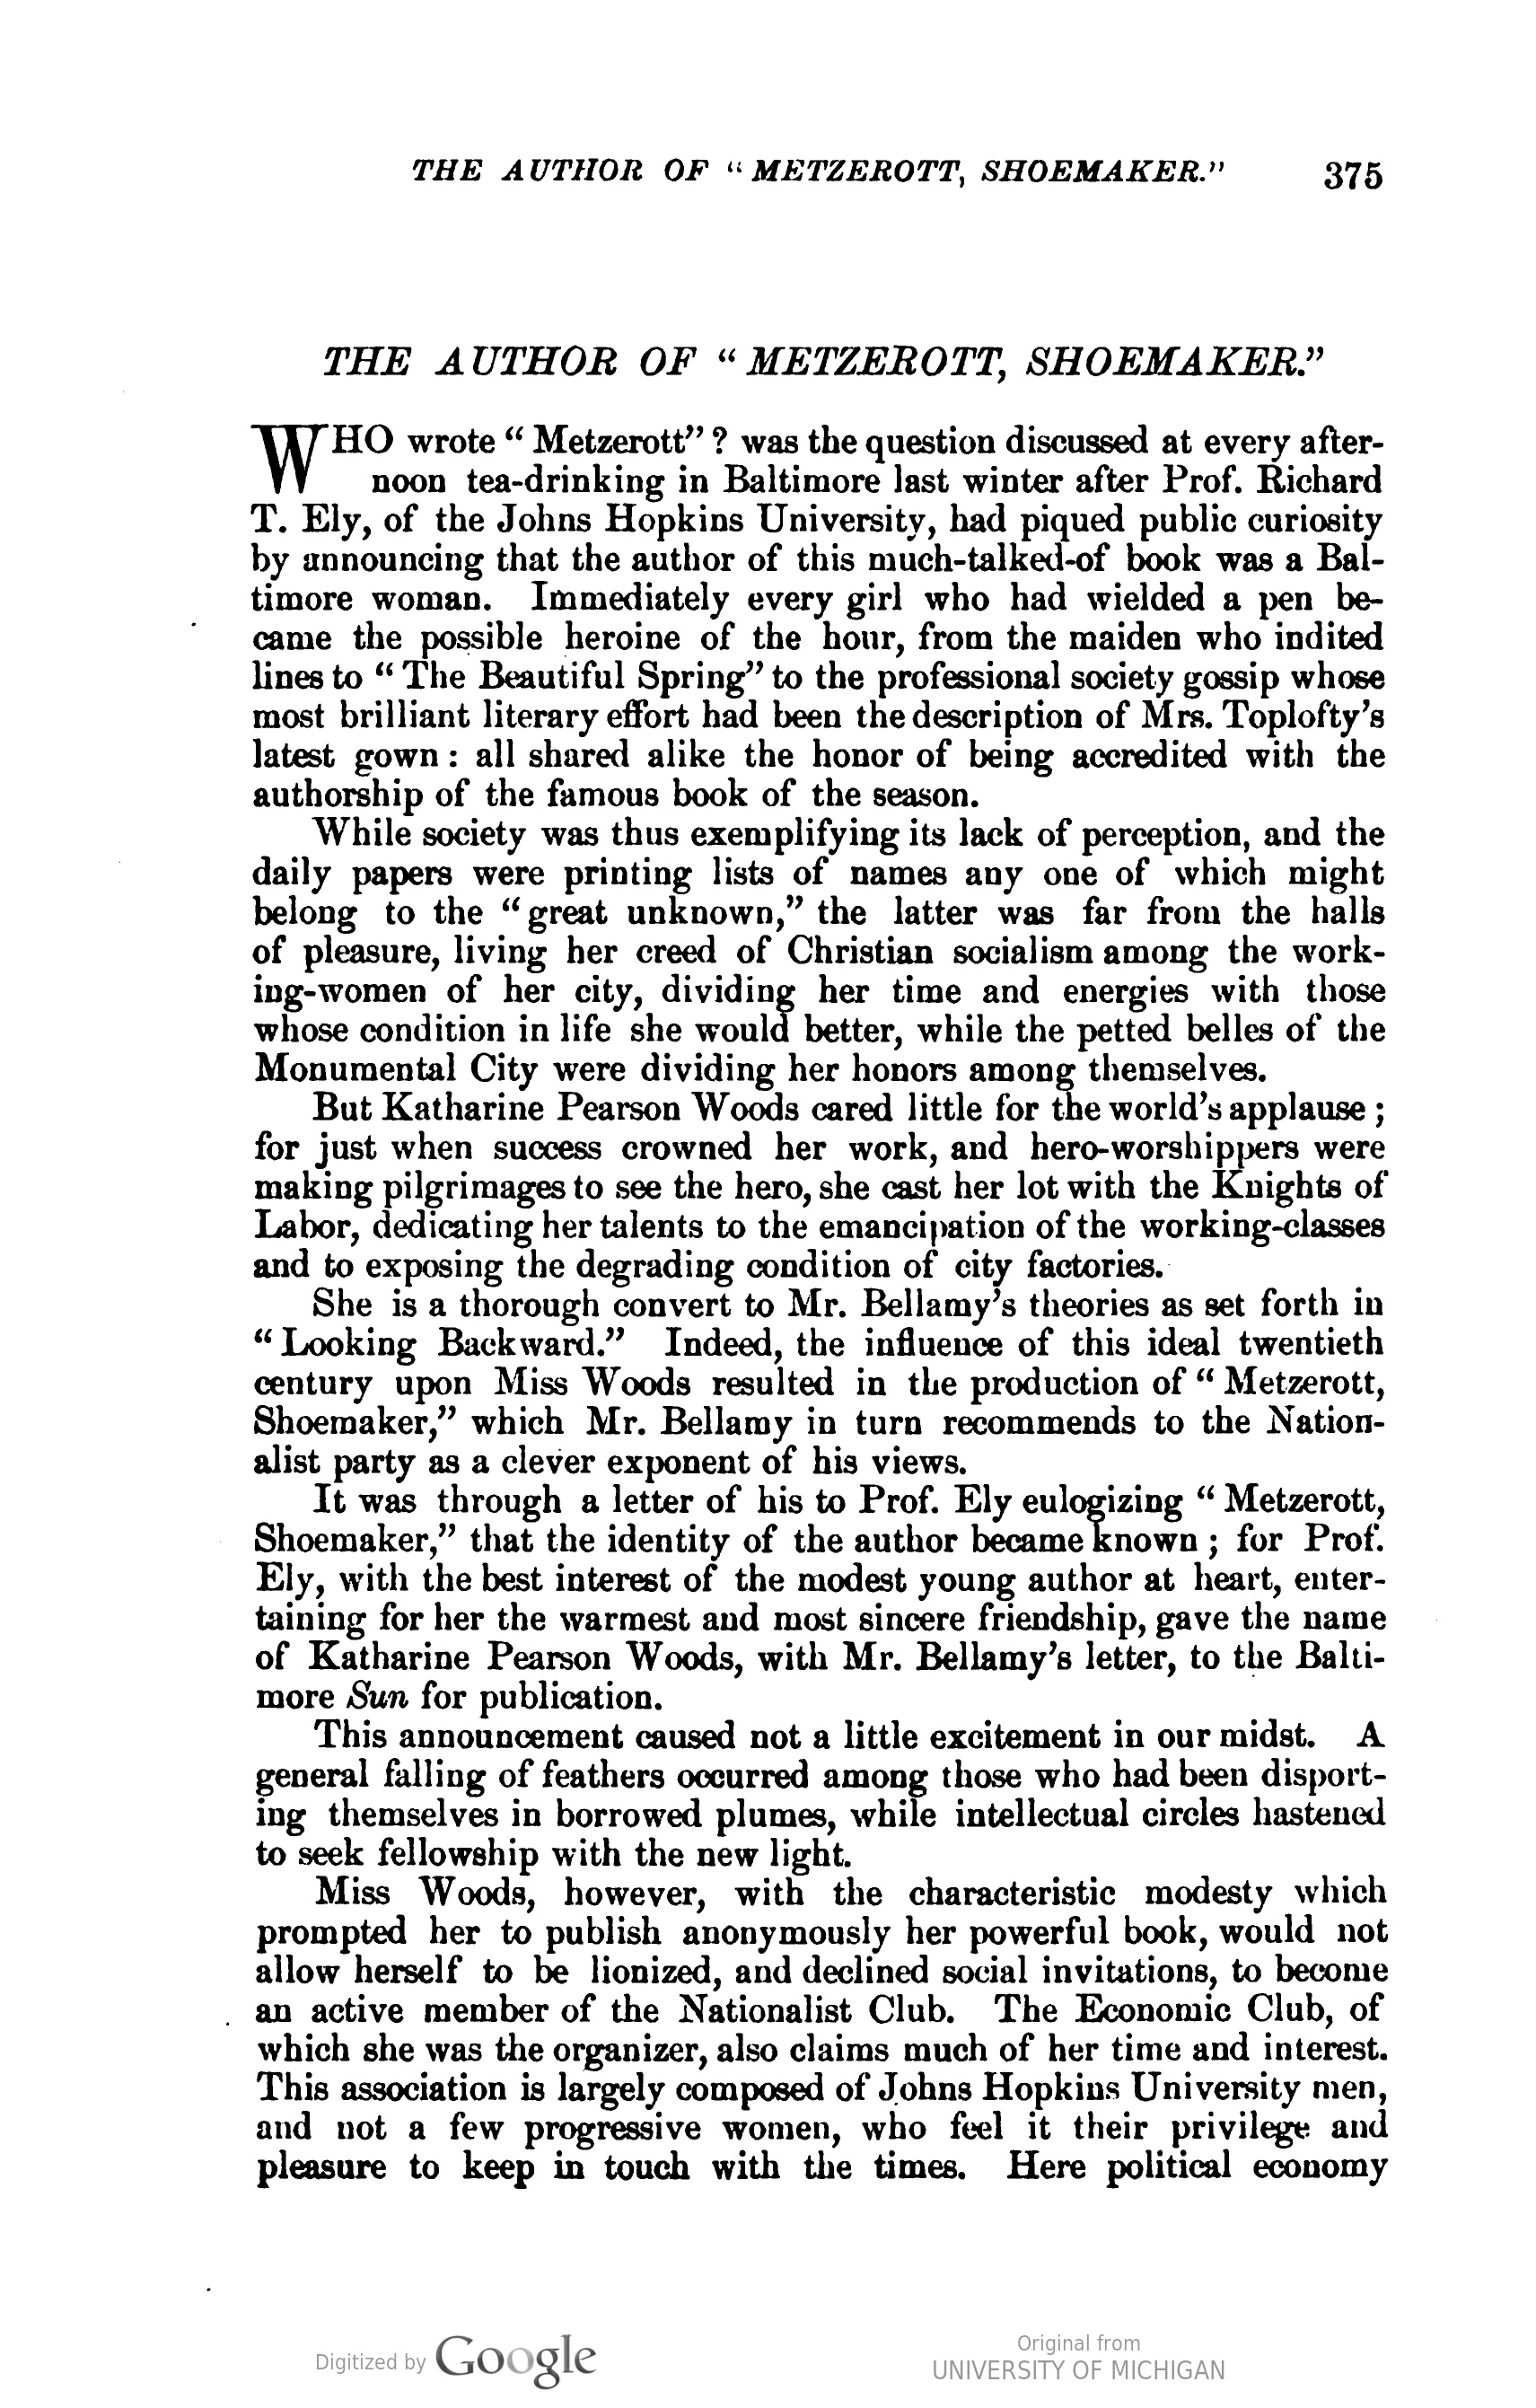 THE AUTHOR OF “METZEROTT, SHOEMAKER.” 375
THE AUTHOR OF “METZEROTT, SHOEMAKER.”
WHO wrote “Metzerott”? was the question discussed at every after-
noon tea-drinking in Baltimore last winter after Prof. Richard
T. Ely, of the Johns Hopkins University, had piqued public curiosity
by announcing that the author of this much-talked-of book was a Bal-
timore woman. Immediately every girl who had wielded a pen be-
came the possible heroine of the hour, from the maiden who indited
lines to “The Beautiful Spring” to the professional society gossip whose
most brilliant literary effort had been the description of Mrs. Toplofty’s
latest gown: all shared alike the honor of being accredited with the
authorship of the famous book of the season.
While society was thus exemplifying its lack of perception, and the
daily papers were printing lists of names any one of which might
belong to the “great unknown,” the latter was far from the halls
of pleasure, living her creed of Christian socialism among the work-
ing-women of her city, dividing her time and energies with those
whose condition in life she would better, while the petted belles of the
Monumental City were dividing her honors among themselves.
But Katharine Pearson Woods cared little for the world’s applause;
for just when success crowned her work, and hero-worshippers were
making pilgrimages to see the hero, she cast her lot with the Knights of
Labor, dedicating her talents to the emancipation of the working-classes
and to exposing the degrading condition of city factories.
She is a thorough convert to Mr. Bellamy’s theories as set forth in
“Looking Backward.” Indeed, the influence of this ideal twentieth
century upon Miss Woods resulted in the production of “Metzerott,
Shoemaker,” which Mr. Bellamy in turn recommends to the Nation-
alist party as a clever exponent of his views.
It was through a letter of his to Prof. Ely eulogizing “Metzerott,
Shoemaker,” that the identity of the author became known; for Prof.
Ely, with the best interest of the modest young author at heart, enter-
taining for her the warmest and most sincere friendship, gave the name
of Katharine Pearson Woods, with Mr. Bellamy’s letter, to the Balti-
more Sun for publication.
This announcement caused not a little excitement in our midst. A
general falling of feathers occurred among those who had been disport-
ing themselves in borrowed plumes, while intellectual circles hastened
to seek fellowship with the new light.
Miss Woods, however, with the characteristic modesty which
prompted her to publish anonymously her powerful book, would not
allow herself to be lionized, and declined social invitations, to become
an active member of the Nationalist Club. The Economic Club, of
which she was the organizer, also claims much of her time and interest.
This association is largely composed of Johns Hopkins University men,
and not a few progressive women, who feel it their privilege and
pleasure to keep in touch with the times. Here political economy
Digitized by Google
Original from
UNIVERSITY OF MICHIGAN